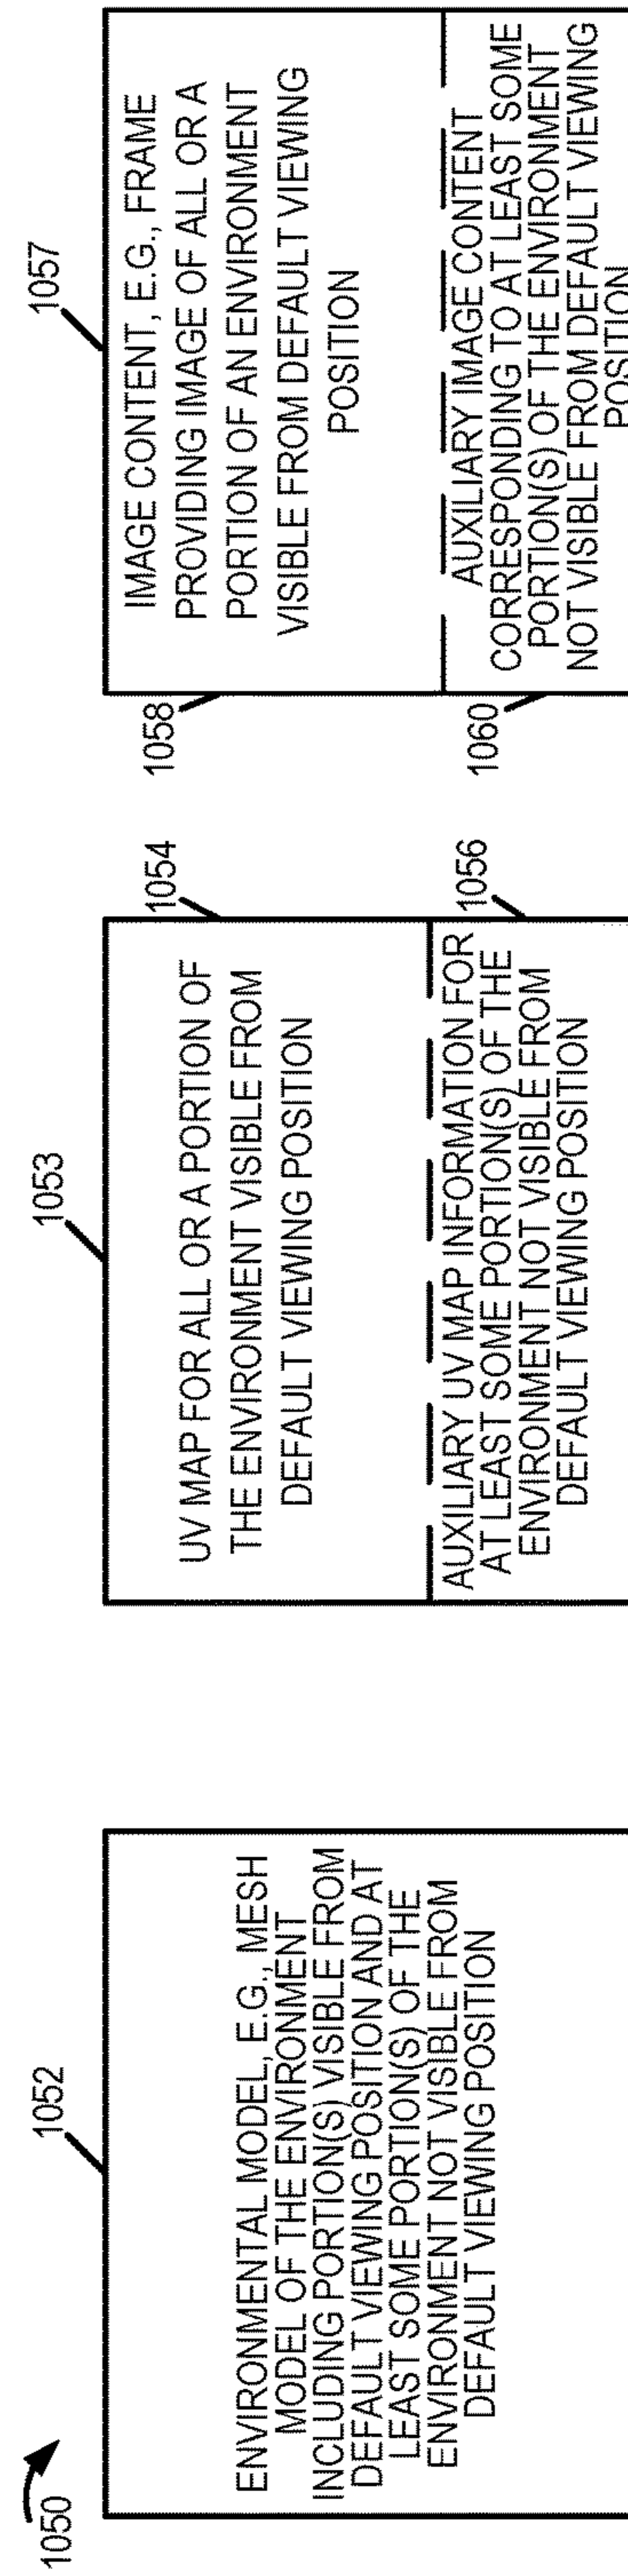 1050
1052
ENVIRONMENTAL MODEL, E.G., MESH
MODEL OF THE ENVIRONMENT
INCLUDING PORTION(S) VISIBLE FROM
DEFAULT VIEWING POSITION AND AT
LEAST SOME PORTION(S) OF THE
ENVIRONMENT NOT VISIBLE FROM
DEFAULT VIEWING POSITION
1053
1054
UV MAP FOR ALL OR A PORTION OF
THE ENVIRONMENT VISIBLE FROM
DEFAULT VIEWING POSITION
1056
AUXILIARY UV MAP INFORMATION FOR
AT LEAST SOME PORTION(S) OF THE
ENVIRONMENT NOT VISIBLE FROM
DEFAULT VIEWING POSITION
1057
1058
IMAGE CONTENT, E.G., FRAME
PROVIDING IMAGE OF ALL OR A
PORTION OF AN ENVIRONMENT
VISIBLE FROM DEFAULT VIEWING
POSITION
1060
AUXILIARY IMAGE CONTENT
CORRESPONDING TO AT LEAST SOME
PORTION(S) OF THE ENVIRONMENT
NOT VISIBLE FROM DEFAULT VIEWING
POSITION